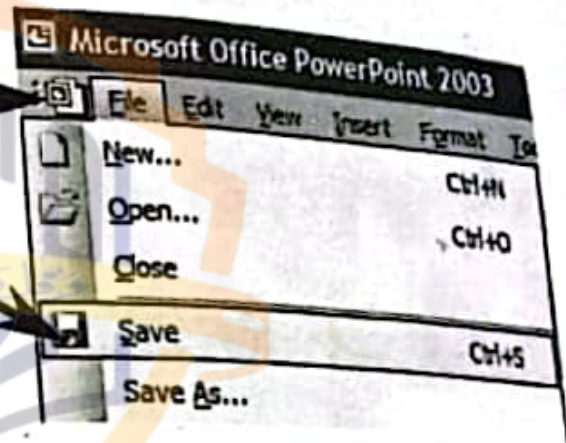 Microsoft Office PowerPoint 2003
File Edit View Insert Format
New... Ctrl+N
Open... Ctrl+O
Close
Save Ctrl+S
Save As...